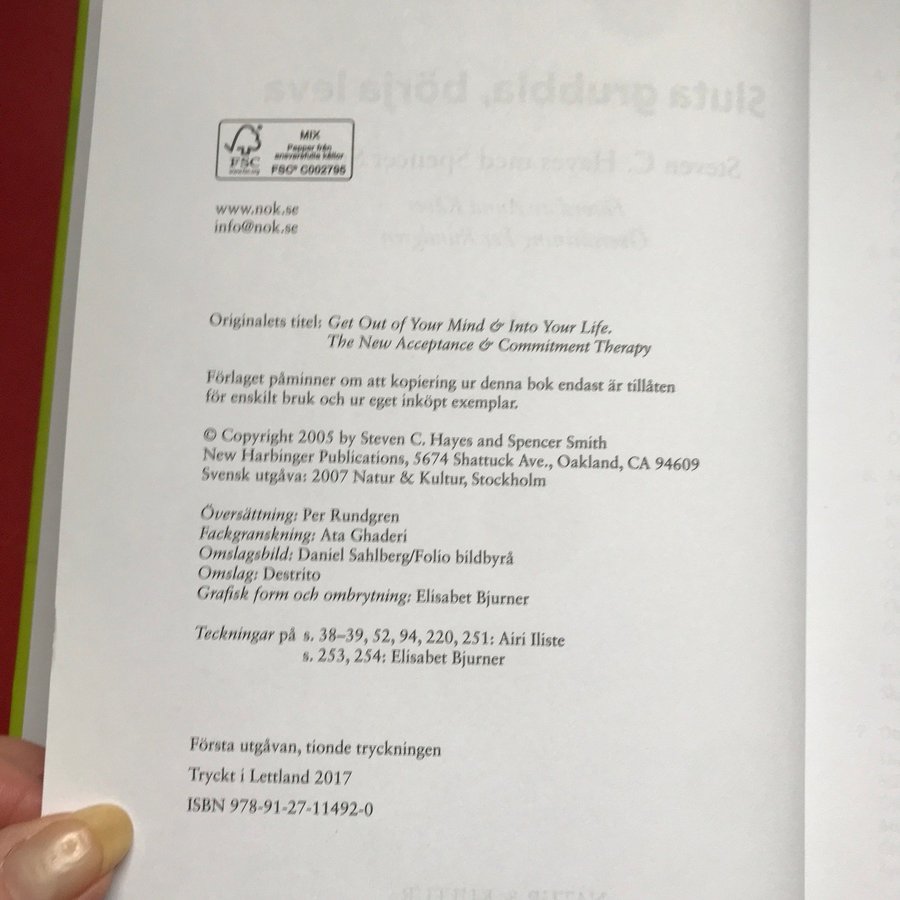 FSC
MIX
Papper från
ansvarsfulla källor
FSC® C002795
www.nok.se
info@nok.se
Originalets titel: Get Out of Your Mind & Into Your Life.
The New Acceptance & Commitment Therapy
Förlaget påminner om att kopiering ur denna bok endast är tillåten
för enskilt bruk och ur eget inköpt exemplar.
© Copyright 2005 by Steven C. Hayes and Spencer Smith
New Harbinger Publications, 5674 Shattuck Ave., Oakland, CA 94609
Svensk utgåva: 2007 Natur & Kultur, Stockholm
Översättning: Per Rundgren
Fackgranskning: Ata Ghaderi
Omslagsbild: Daniel Sahlberg/Folio bildbyrå
Omslag: Destrito
Grafisk form och ombrytning: Elisabet Bjurner
Teckningar på s. 38–39, 52, 94, 220, 251: Airi Iliste
s. 253, 254: Elisabet Bjurner
Första utgåvan, tionde tryckningen
Tryckt i Lettland 2017
ISBN 978-91-27-11492-0